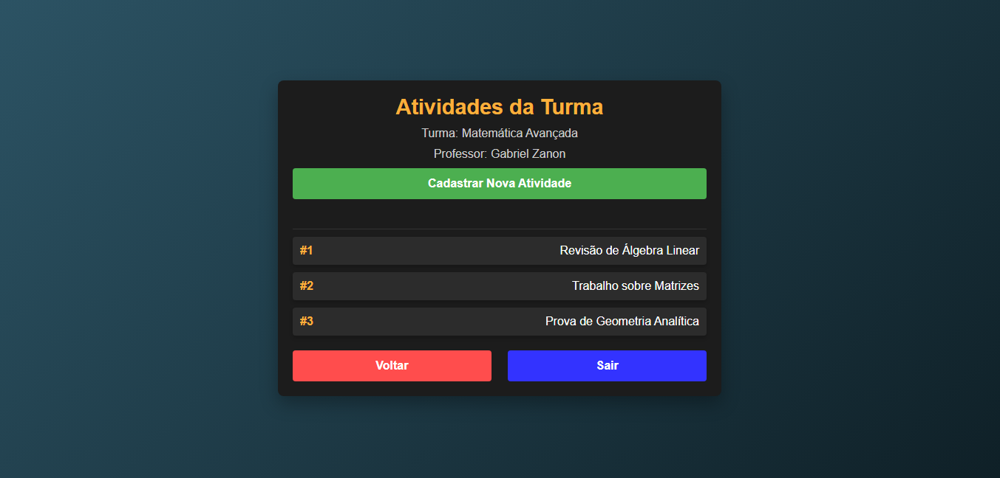 Atividades da Turma
Turma: Matemática Avançada
Professor: Gabriel Zanon
Cadastrar Nova Atividade
#1 Revisão de Álgebra Linear
#2 Trabalho sobre Matrizes
#3 Prova de Geometria Analítica
Voltar Sair